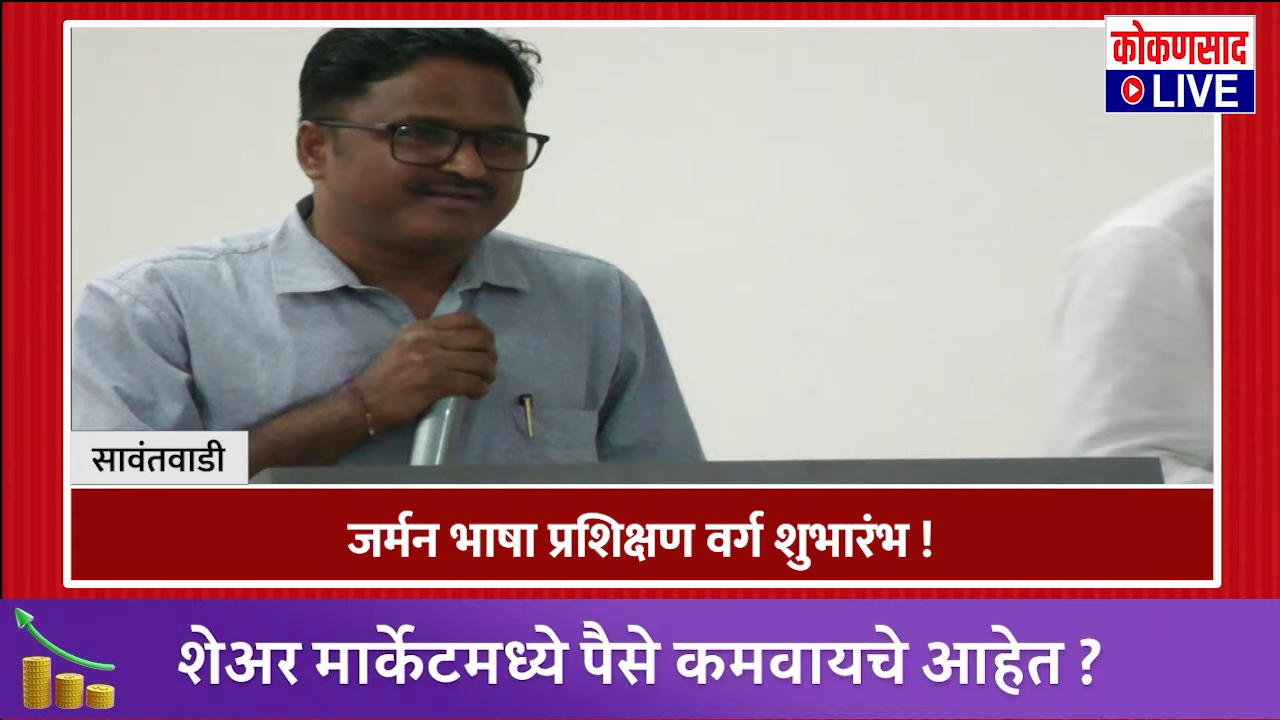 कोकणसाद
LIVE
सावंतवाडी
जर्मन भाषा प्रशिक्षण वर्ग शुभारंभ !
शेअर मार्केटमध्ये पैसे कमवायचे आहेत ?